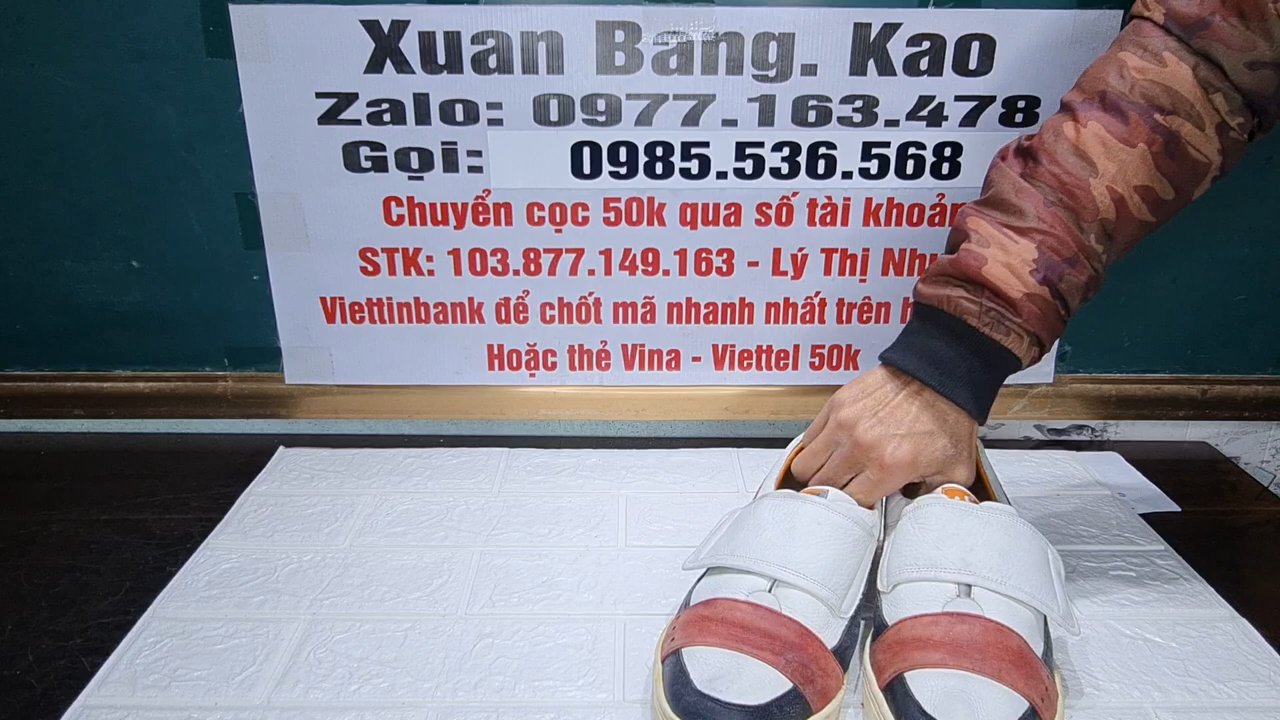 Xuan Bang. Kao
Zalo: 0977.163.478
Gọi: 0985.536.568
Chuyển cọc 50k qua số tài khoản
STK: 103.877.149.163 - Lý Thị
Viettinbank để chốt mã nhanh nhất trên
Hoặc thẻ Vina - Viettel 50k